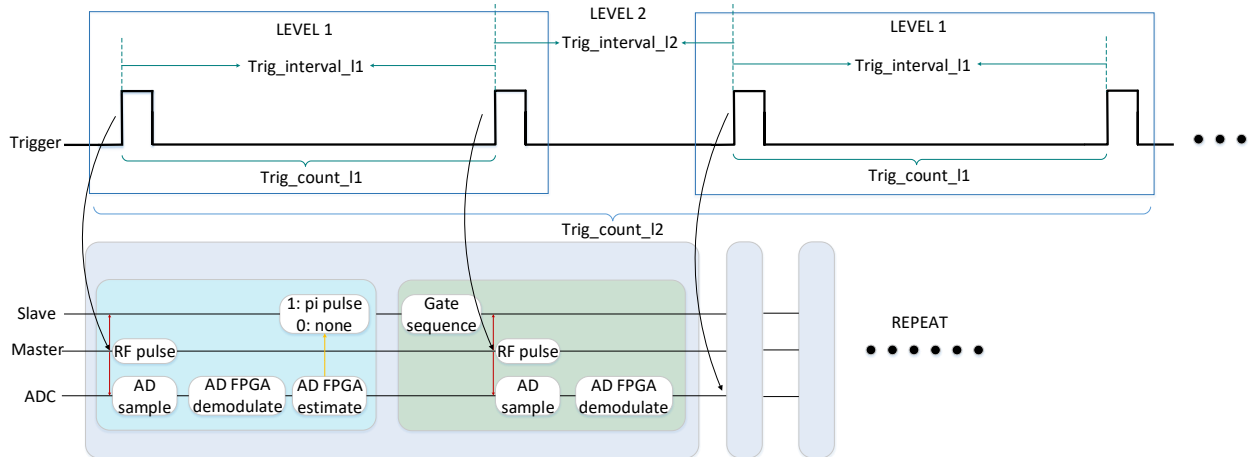 LEVEL 1
LEVEL 2
LEVEL 1
Trig_interval_l1
Trig_interval_l2
Trig_interval_l1
Trigger
Trig_count_l1
Trig_count_l1
Trig_count_l2
Slave
1: pi pulse
0: none
Gate
sequence
Master
RF pulse
RF pulse
REPEAT
ADC
AD
sample
AD FPGA
demodulate
AD FPGA
estimate
AD
sample
AD FPGA
demodulate